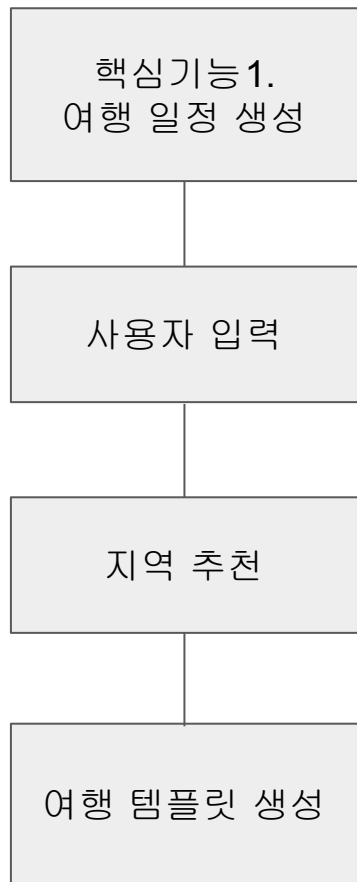 핵심기능1.
여행 일정 생성
사용자 입력
지역 추천
여행 템플릿 생성